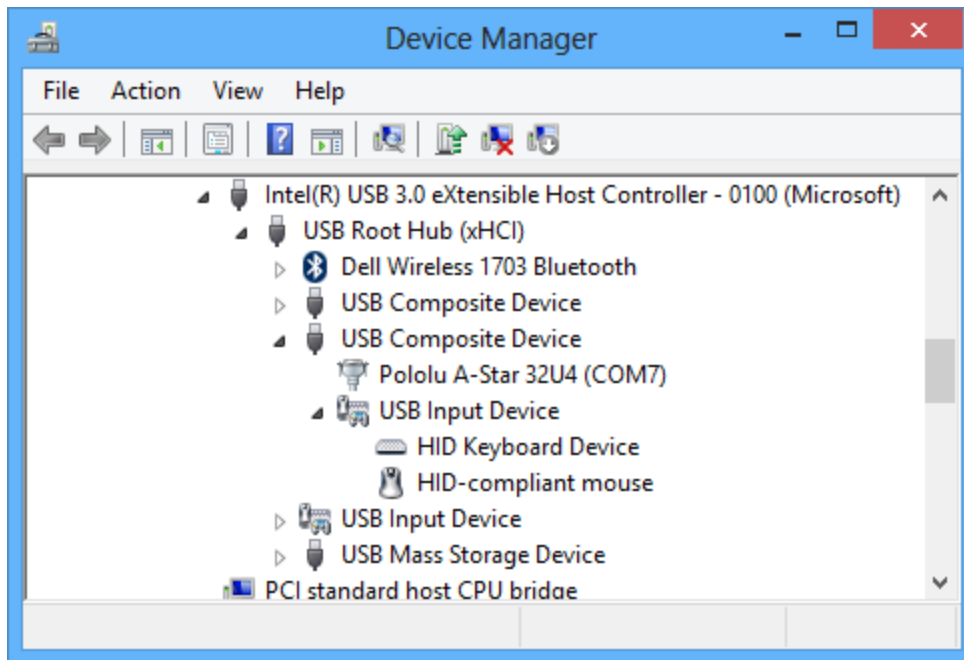 Device Manager
File Action View Help
Intel(R) USB 3.0 eXtensible Host Controller - 0100 (Microsoft)
USB Root Hub (xHCI)
Dell Wireless 1703 Bluetooth
USB Composite Device
USB Composite Device
Pololu A-Star 32U4 (COM7)
USB Input Device
HID Keyboard Device
HID-compliant mouse
USB Input Device
USB Mass Storage Device
PCI standard host CPU bridge